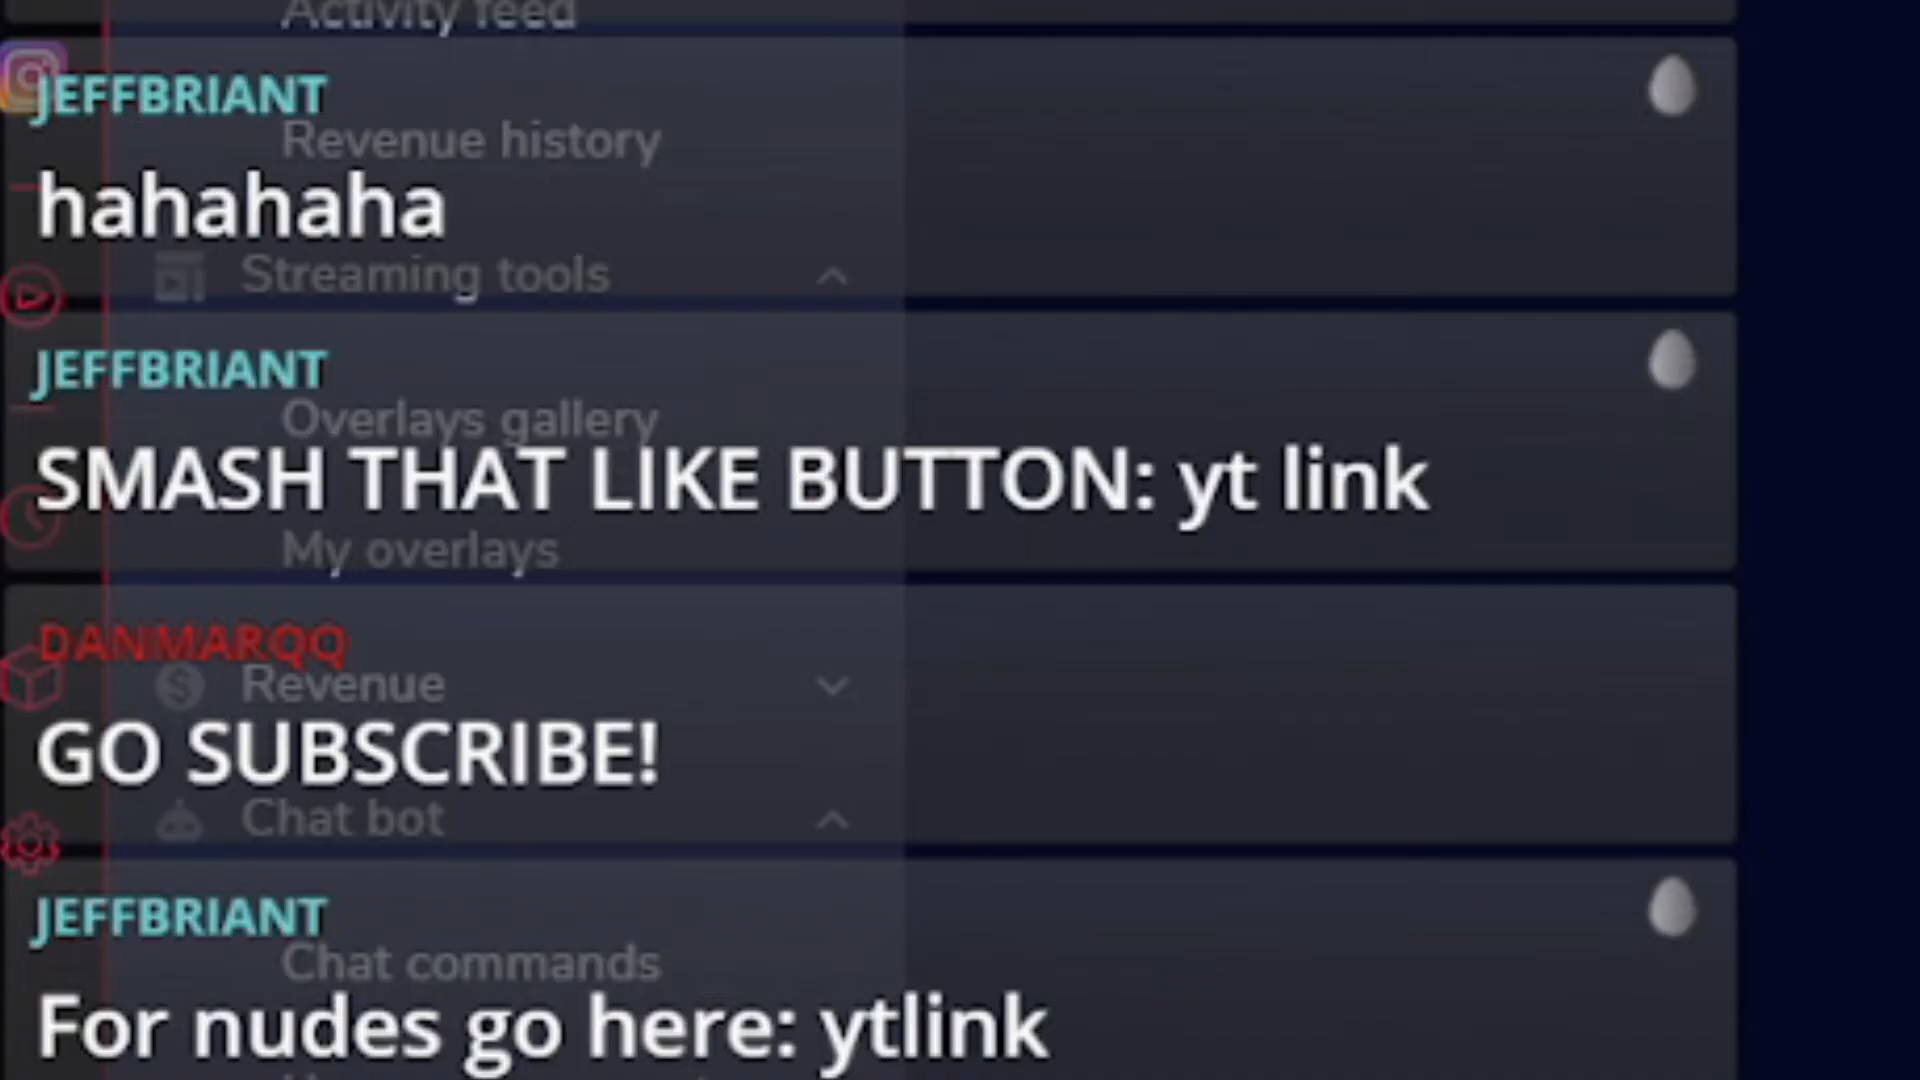 Activity feed
JEFFBRIANT
Revenue history
hahahaha
Streaming tools
JEFFBRIANT
Overlays gallery
SMASH THAT LIKE BUTTON: yt link
My overlays
DANMARQQ
Revenue
GO SUBSCRIBE!
Chat bot
JEFFBRIANT
Chat commands
For nudes go here: ytlink